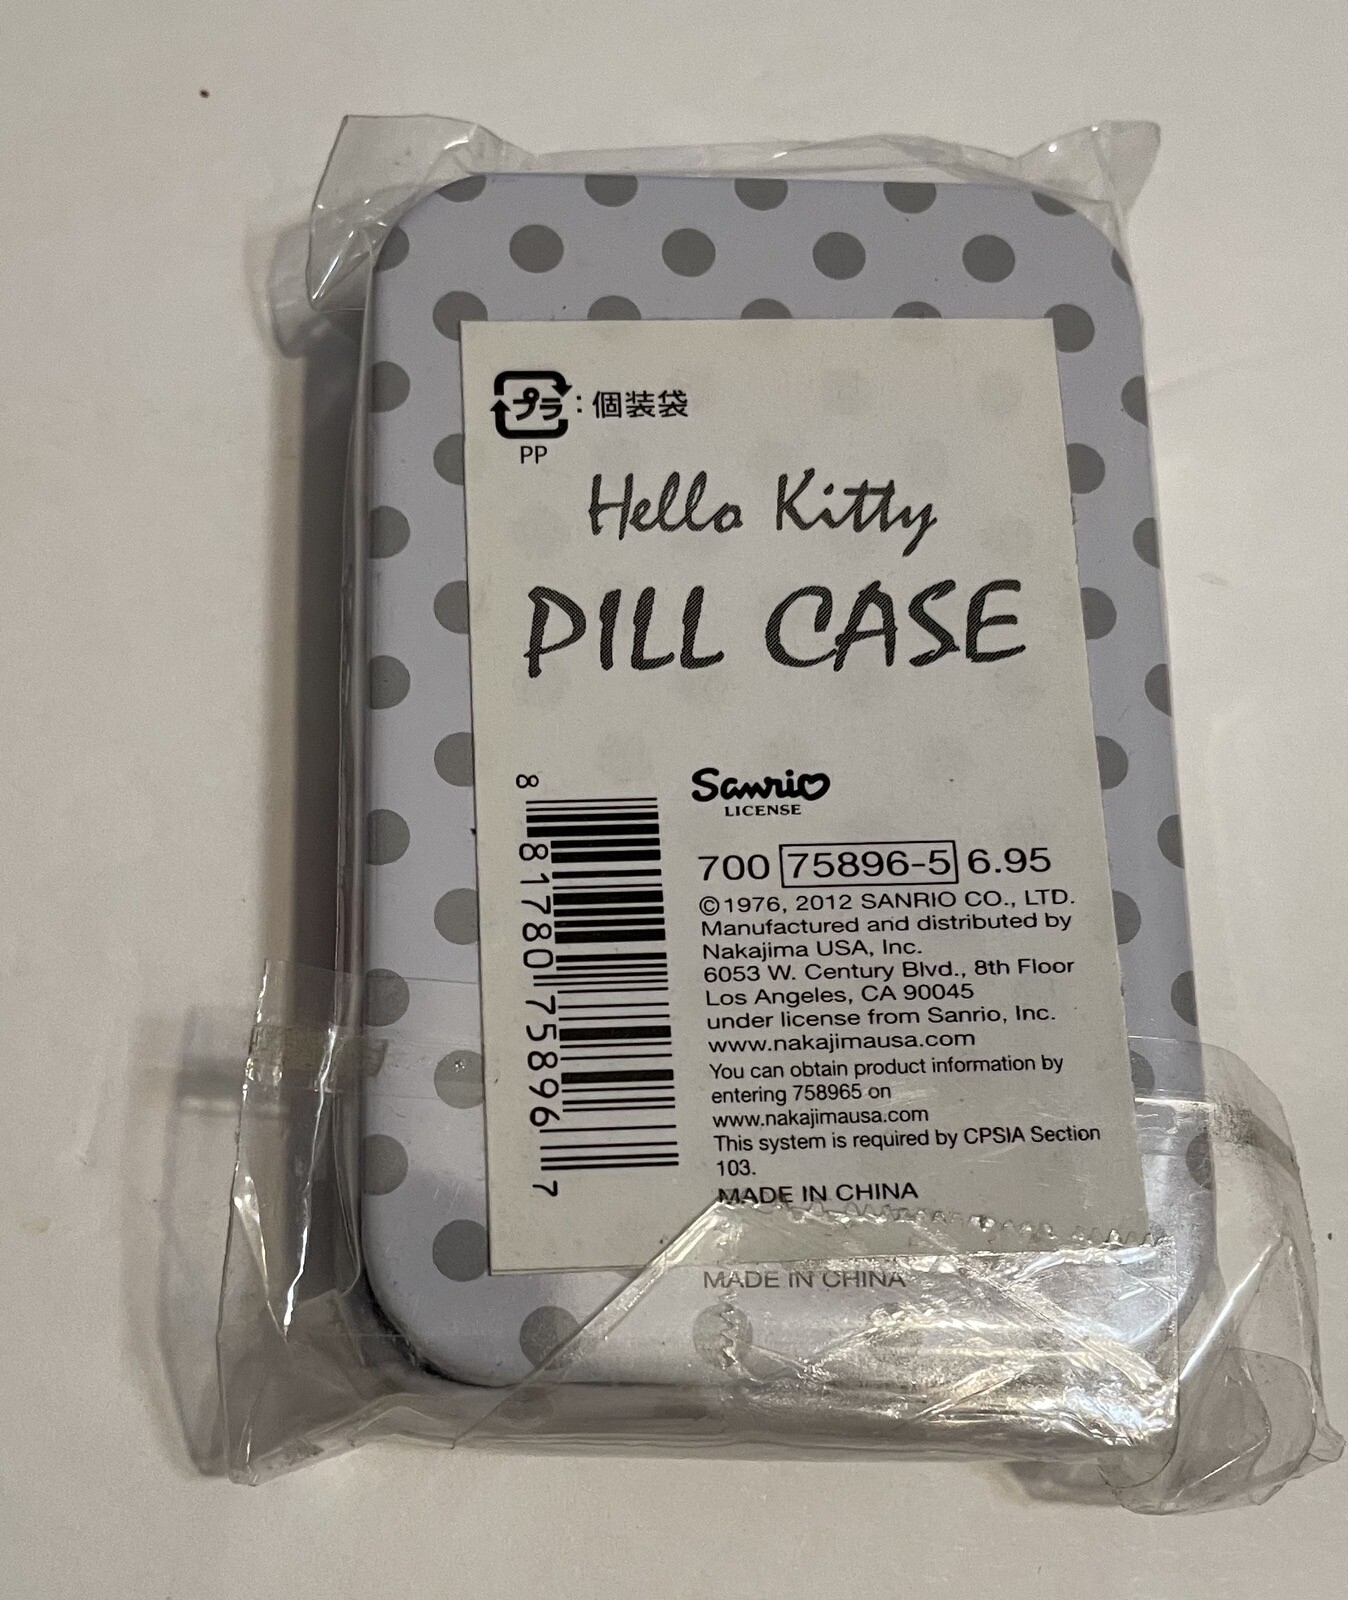 プラ : 個装袋
PP
Hello Kitty
PILL CASE
Sanrio
LICENSE
700 75896-5 6.95
©1976, 2012 SANRIO CO., LTD.
Manufactured and distributed by
Nakajima USA, Inc.
6053 W. Century Blvd., 8th Floor
Los Angeles, CA 90045
under license from Sanrio, Inc.
www.nakajimausa.com
You can obtain product information by
entering 758965 on
www.nakajimausa.com
This system is required by CPSIA Section
103.
MADE IN CHINA
8 81780 75896 7
MADE IN CHINA